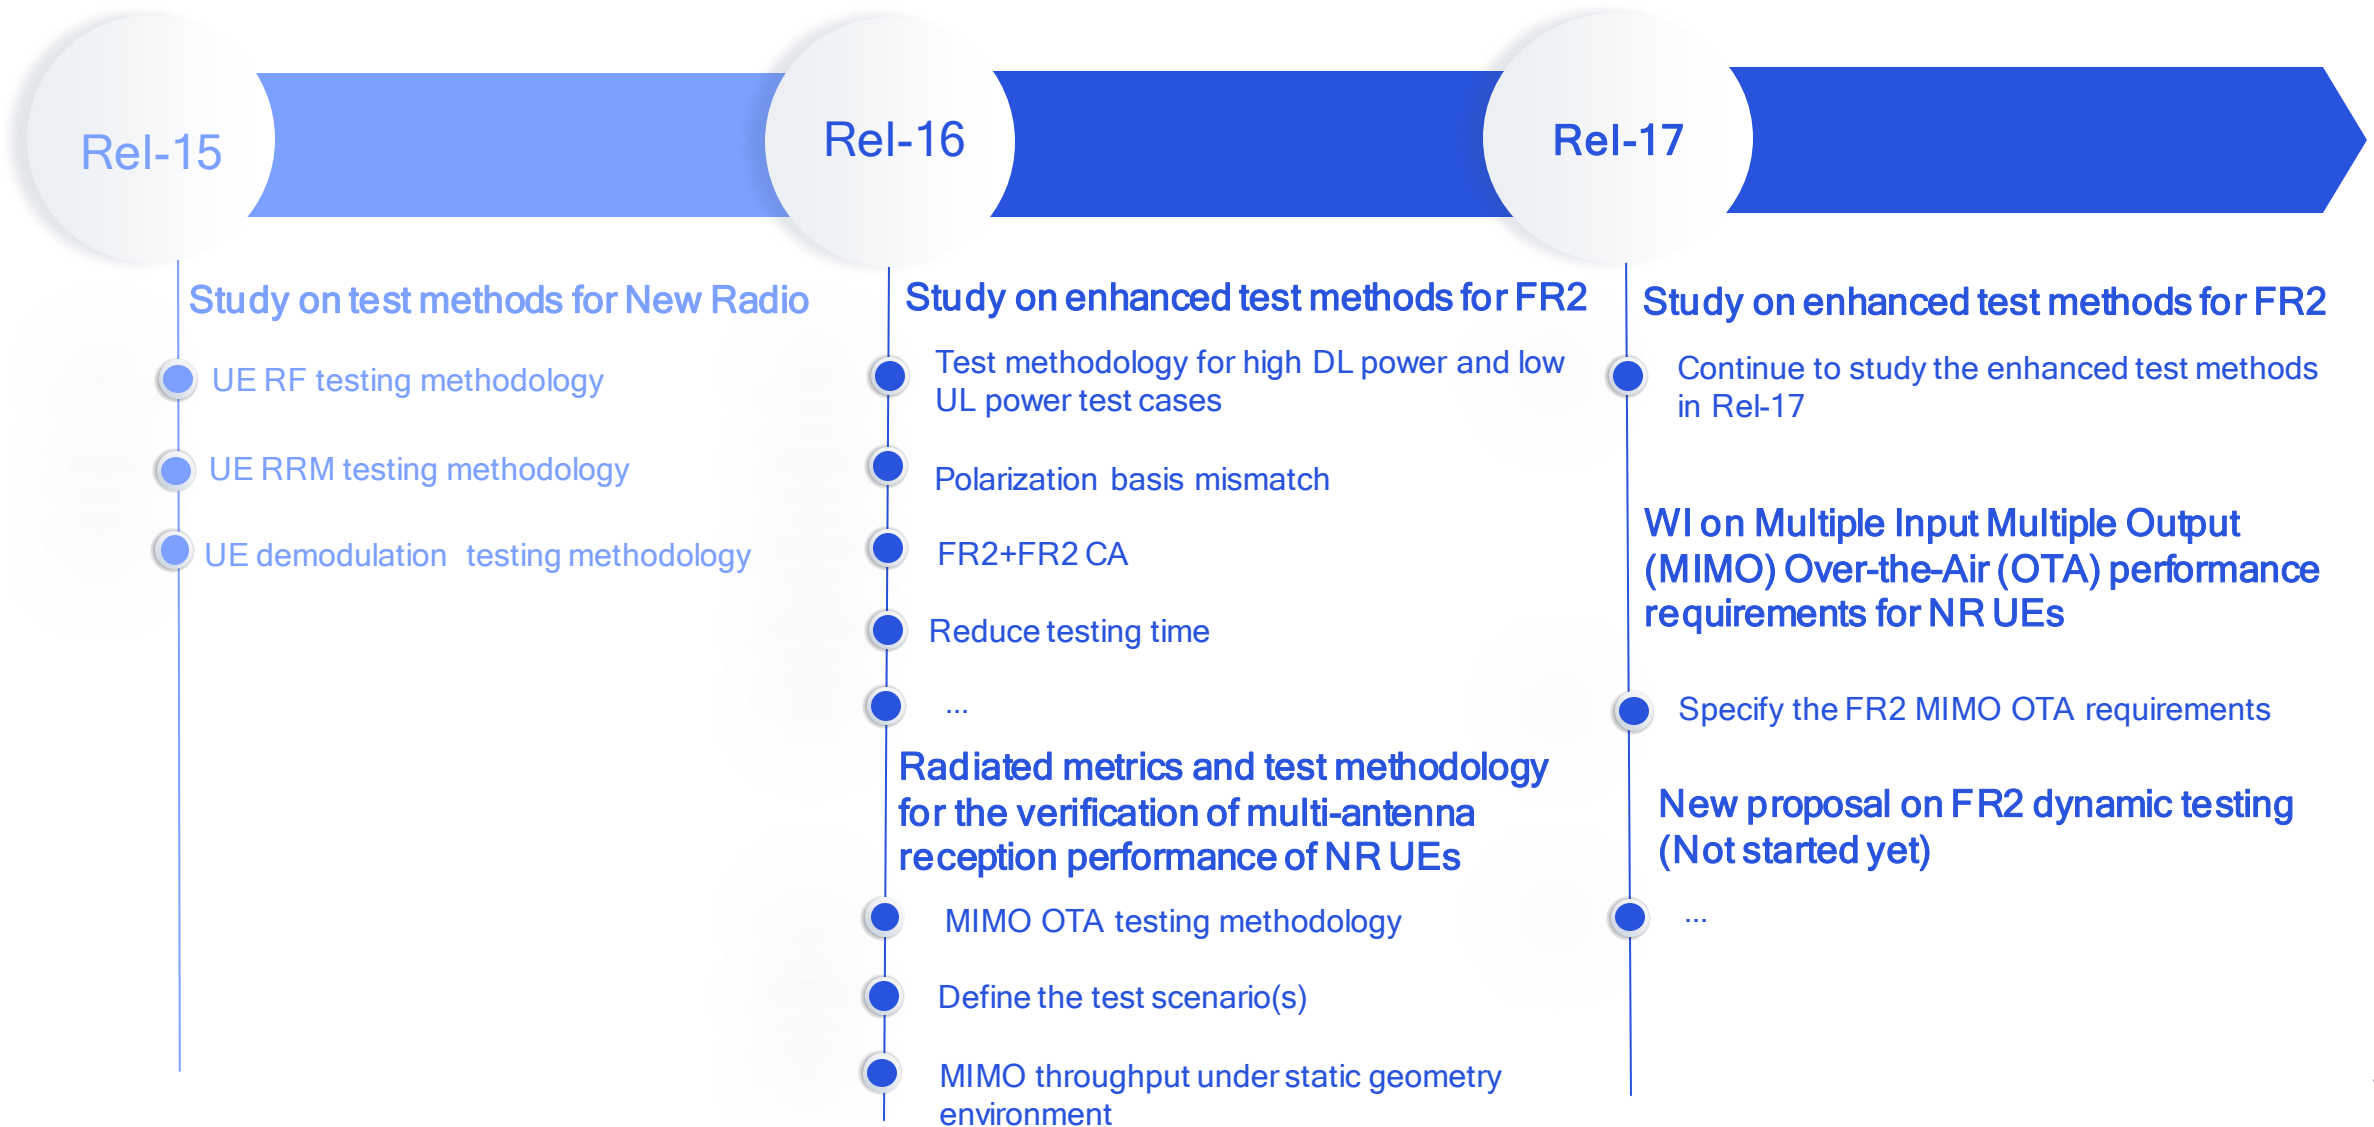 Rel-15
Study on test methods for New Radio
UE RF testing methodology
UE RRM testing methodology
UE demodulation testing methodology
Rel-16
Study on enhanced test methods for FR2
Test methodology for high DL power and low
UL power test cases
Polarization basis mismatch
FR2+FR2 CA
Reduce testing time
...
Radiated metrics and test methodology
for the verification of multi-antenna
reception performance of NR UEs
MIMO OTA testing methodology
Define the test scenario(s)
MIMO throughput under static geometry
environment
Rel-17
Study on enhanced test methods for FR2
Continue to study the enhanced test methods
in Rel-17
WI on Multiple Input Multiple Output
(MIMO) Over-the-Air (OTA) performance
requirements for NR UEs
Specify the FR2 MIMO OTA requirements
New proposal on FR2 dynamic testing
(Not started yet)
...